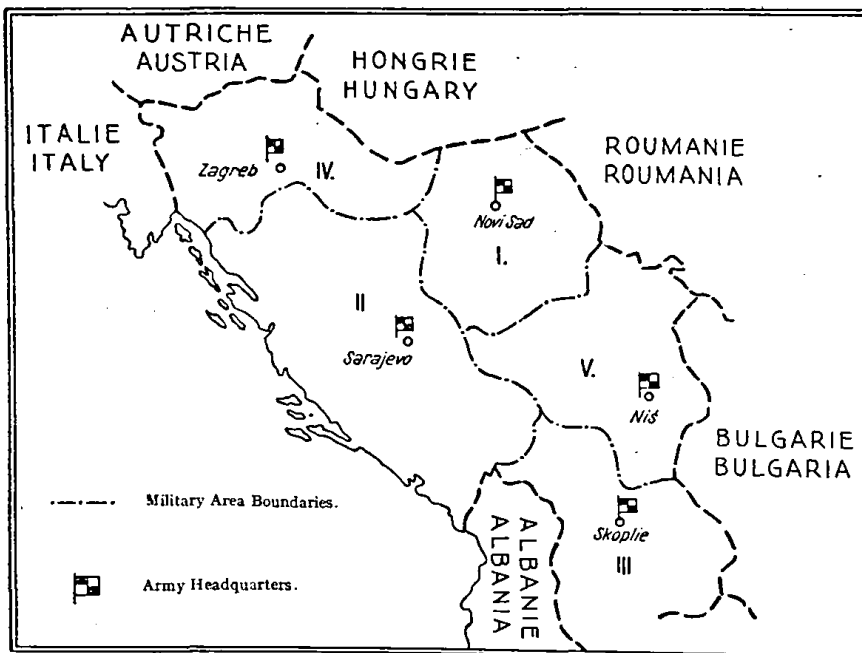 AUTRICHE
AUSTRIA
HONGRIE
HUNGARY
ITALIE
ITALY
ROUMANIE
ROUMANIA
Zagreb
IV.
Novi Sad
I.
II
Sarajevo
V.
Niš
BULGARIE
BULGARIA
Military Area Boundaries.
Skoplie
III
ALBANIE
ALBANIA
Army Headquarters.